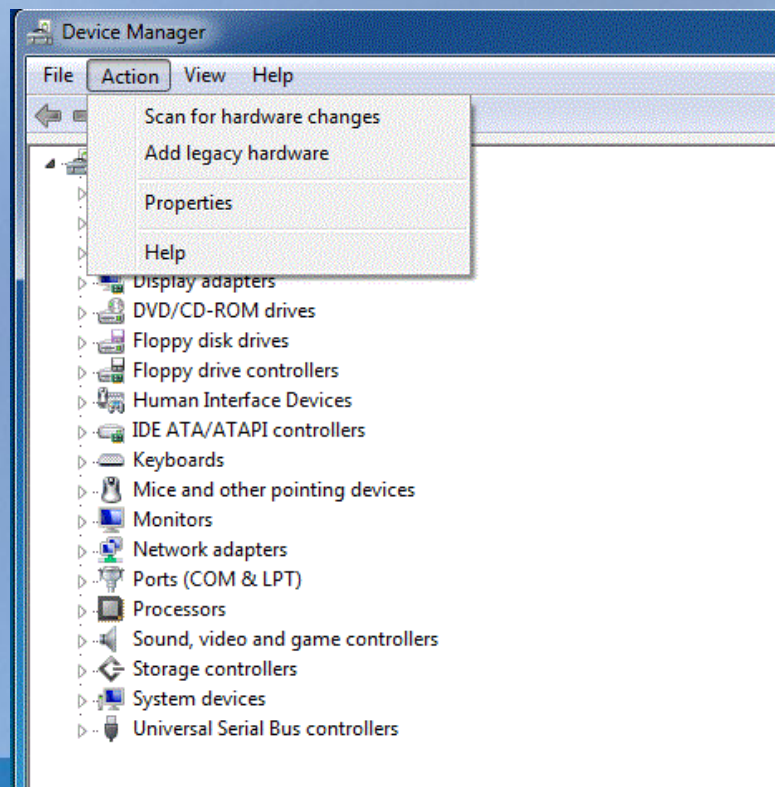 Device Manager
File Action View Help
Scan for hardware changes
Add legacy hardware
Properties
Help
Display adapters
DVD/CD-ROM drives
Floppy disk drives
Floppy drive controllers
Human Interface Devices
IDE ATA/ATAPI controllers
Keyboards
Mice and other pointing devices
Monitors
Network adapters
Ports (COM & LPT)
Processors
Sound, video and game controllers
Storage controllers
System devices
Universal Serial Bus controllers